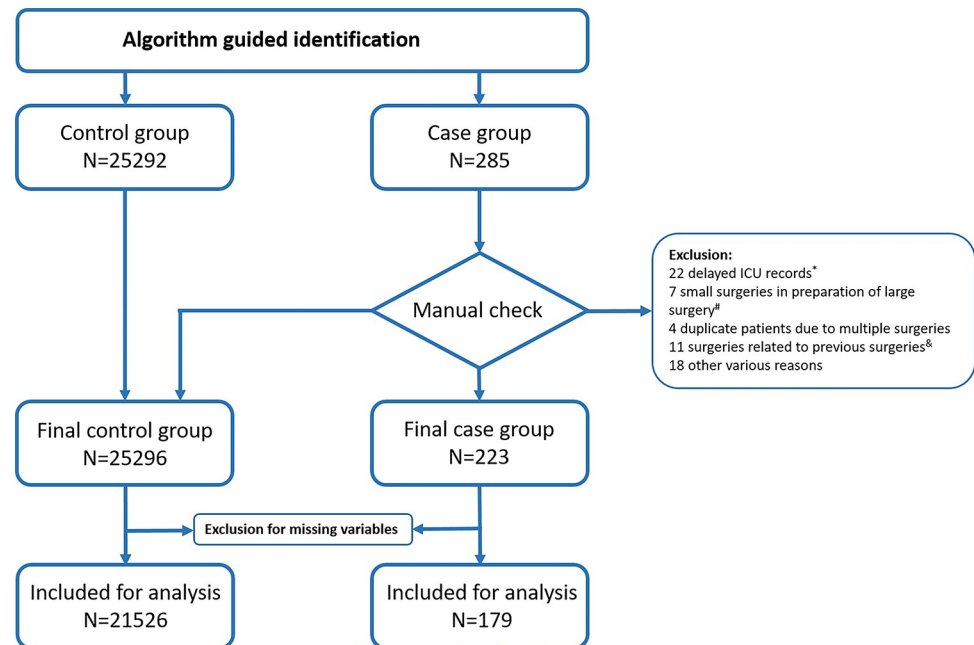 Algorithm guided identification
Control group
N=25292
Case group
N=285
Manual check
Exclusion:
22 delayed ICU records*
7 small surgeries in preparation of large
surgery#
4 duplicate patients due to multiple surgeries
11 surgeries related to previous surgeries&
18 other various reasons
Final control group
N=25296
Final case group
N=223
Exclusion for missing variables
Included for analysis
N=21526
Included for analysis
N=179